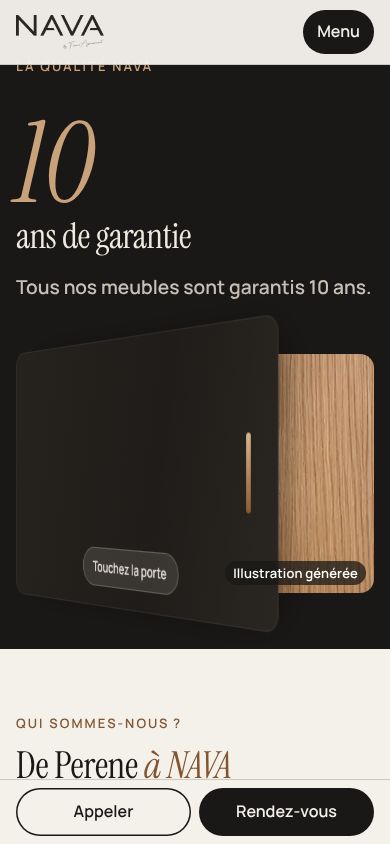 NAVA
Menu
LA QUALITÉ NAVA
10
ans de garantie
Tous nos meubles sont garantis 10 ans.
Touchez la porte
Illustration générée
QUI SOMMES-NOUS ?
De Perene à NAVA
Appeler
Rendez-vous